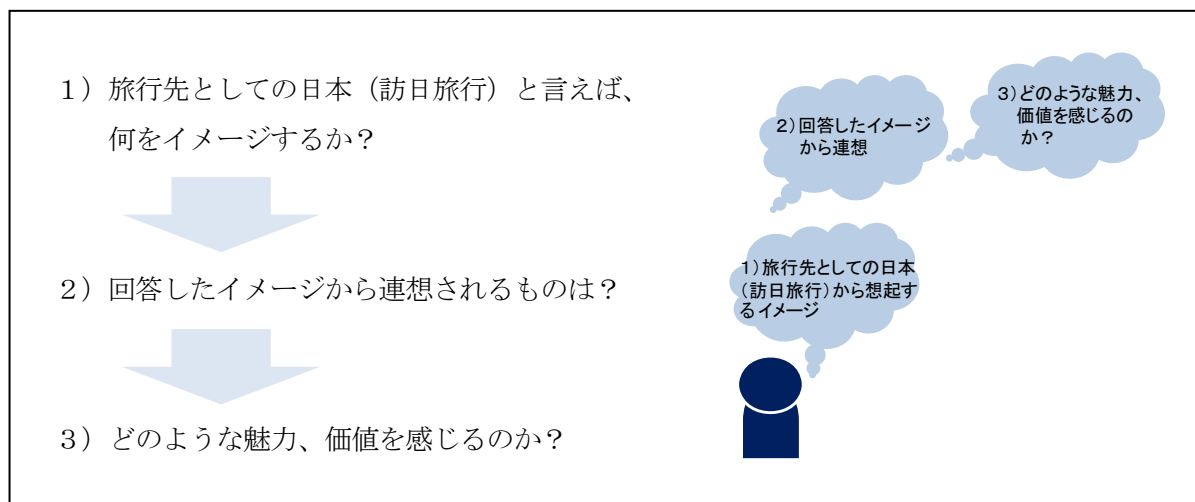 １）旅行先としての日本（訪日旅行）と言えば、
何をイメージするか？
２）回答したイメージから連想されるものは？
３）どのような魅力、価値を感じるのか？
３）どのような魅力、
価値を感じるの
か？
２）回答したイメージ
から連想
１）旅行先としての日本
（訪日旅行）から想起す
るイメージ